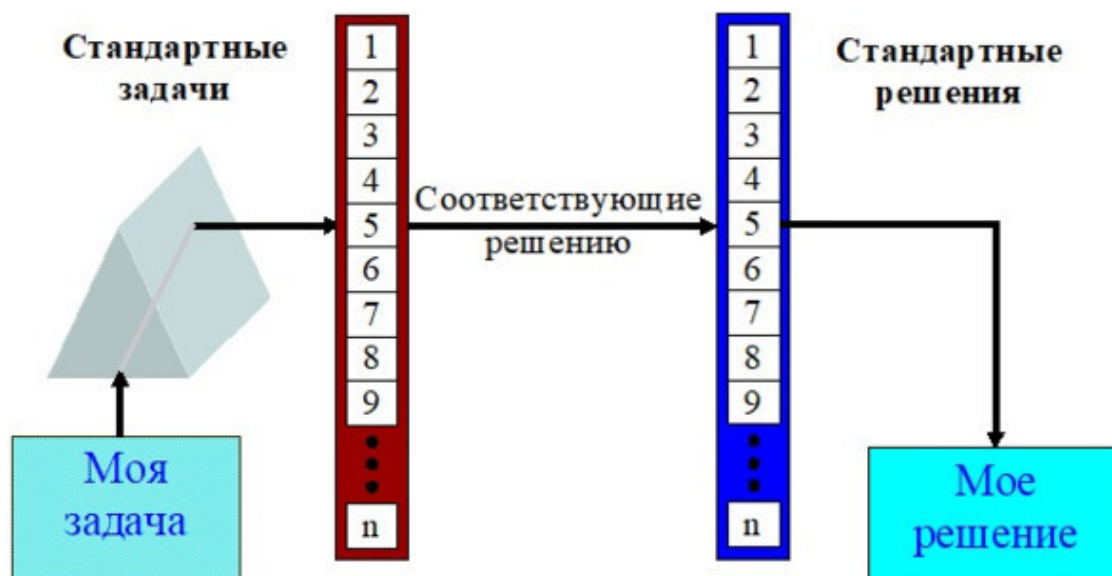 Стандартные
задачи
1
2
3
4
5
6
7
8
9
n
Соответствующие
решению
1
2
3
4
5
6
7
8
9
n
Стандартные
решения
Моя
задача
Мое
решение